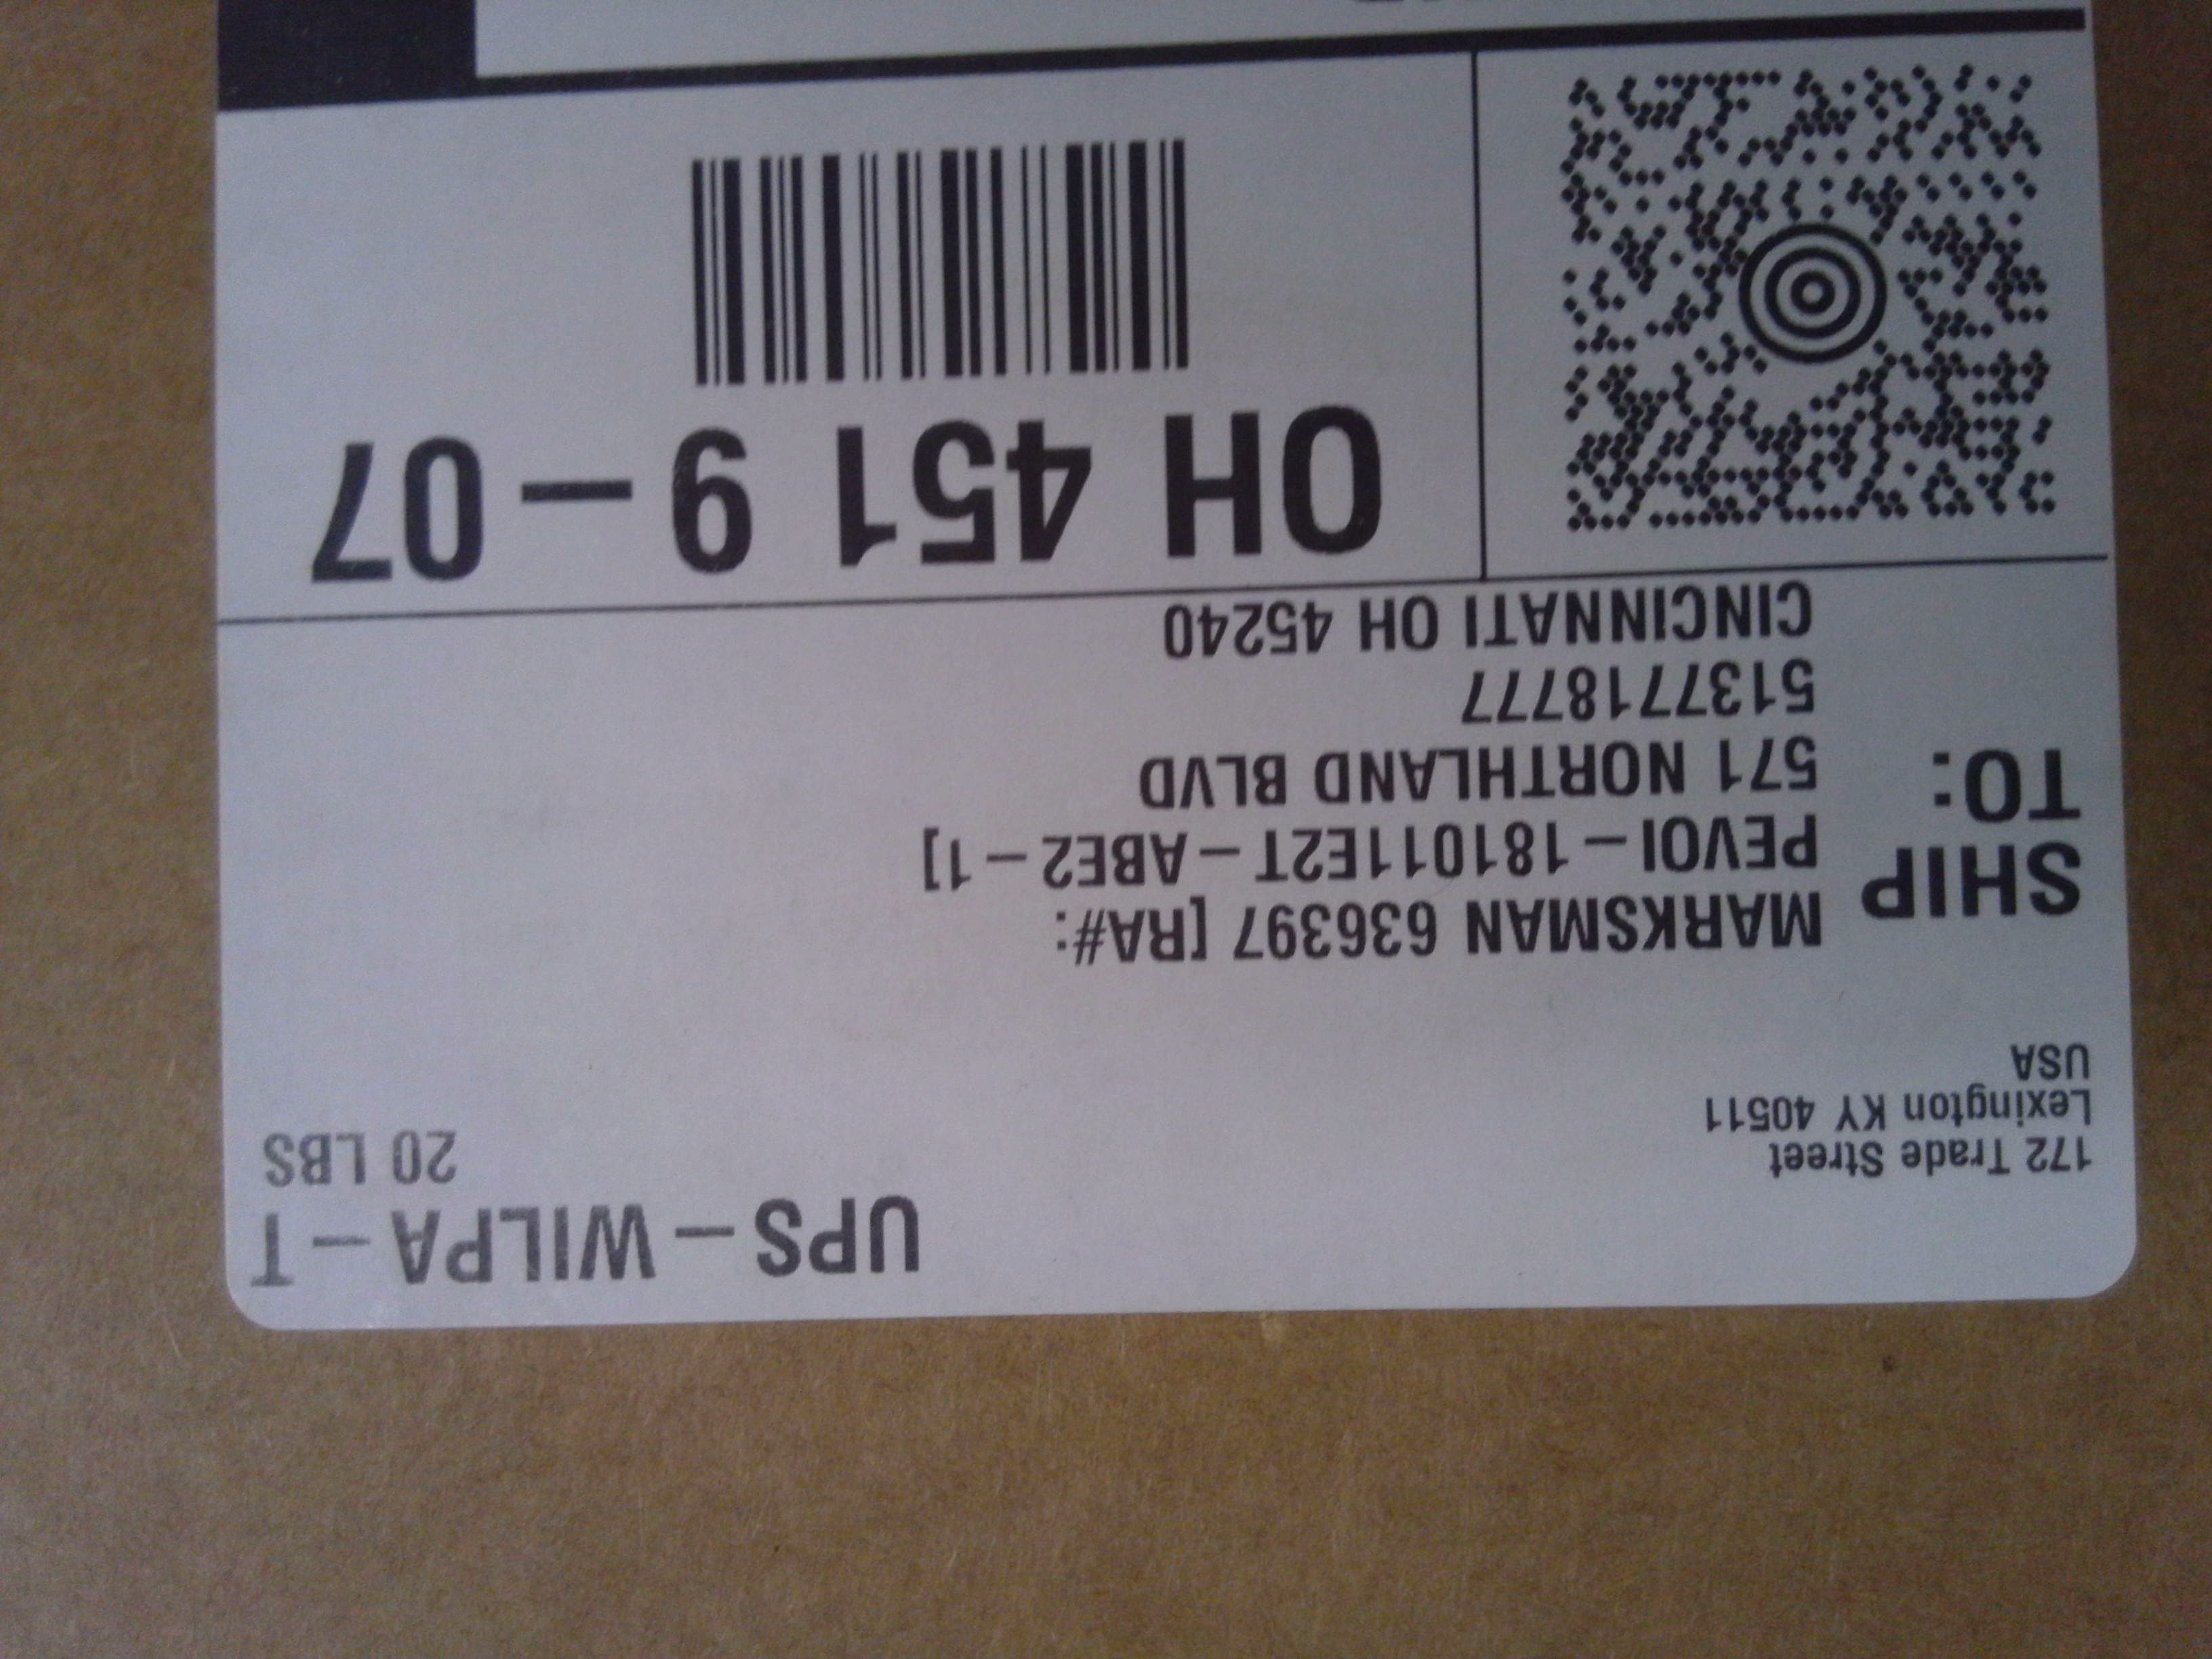 UPS-WILPA-T
20 LBS
172 Trade Street
Lexington KY 40511
USA
SHIP
TO:
MARKSMAN 636397 [RA#:
PEVOI-181011E2T-ABE2-1]
571 NORTHLAND BLVD
5137718777
CINCINNATI OH 45240
OH 451 9-07